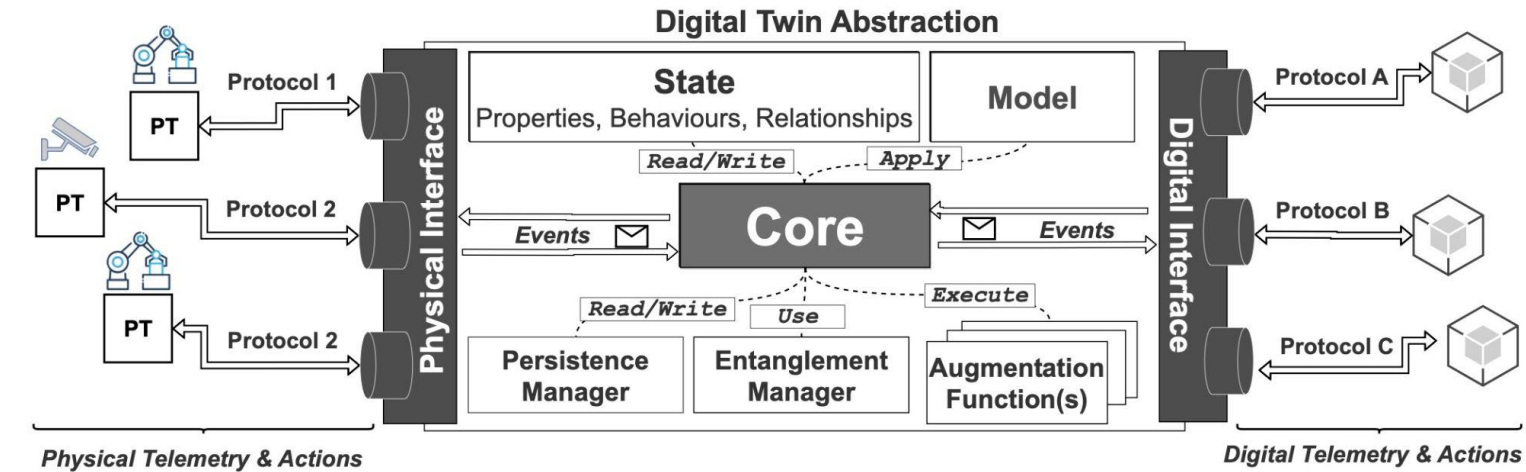 Digital Twin Abstraction
Protocol 1
PT
Protocol 2
PT
Protocol 2
PT
Physical Telemetry & Actions
Physical Interface
State
Properties, Behaviours, Relationships
Model
Read/Write
Apply
Core
Events
Events
Read/Write
Use
Execute
Persistence
Manager
Entanglement
Manager
Augmentation
Function(s)
Digital Interface
Protocol A
Protocol B
Protocol C
Digital Telemetry & Actions